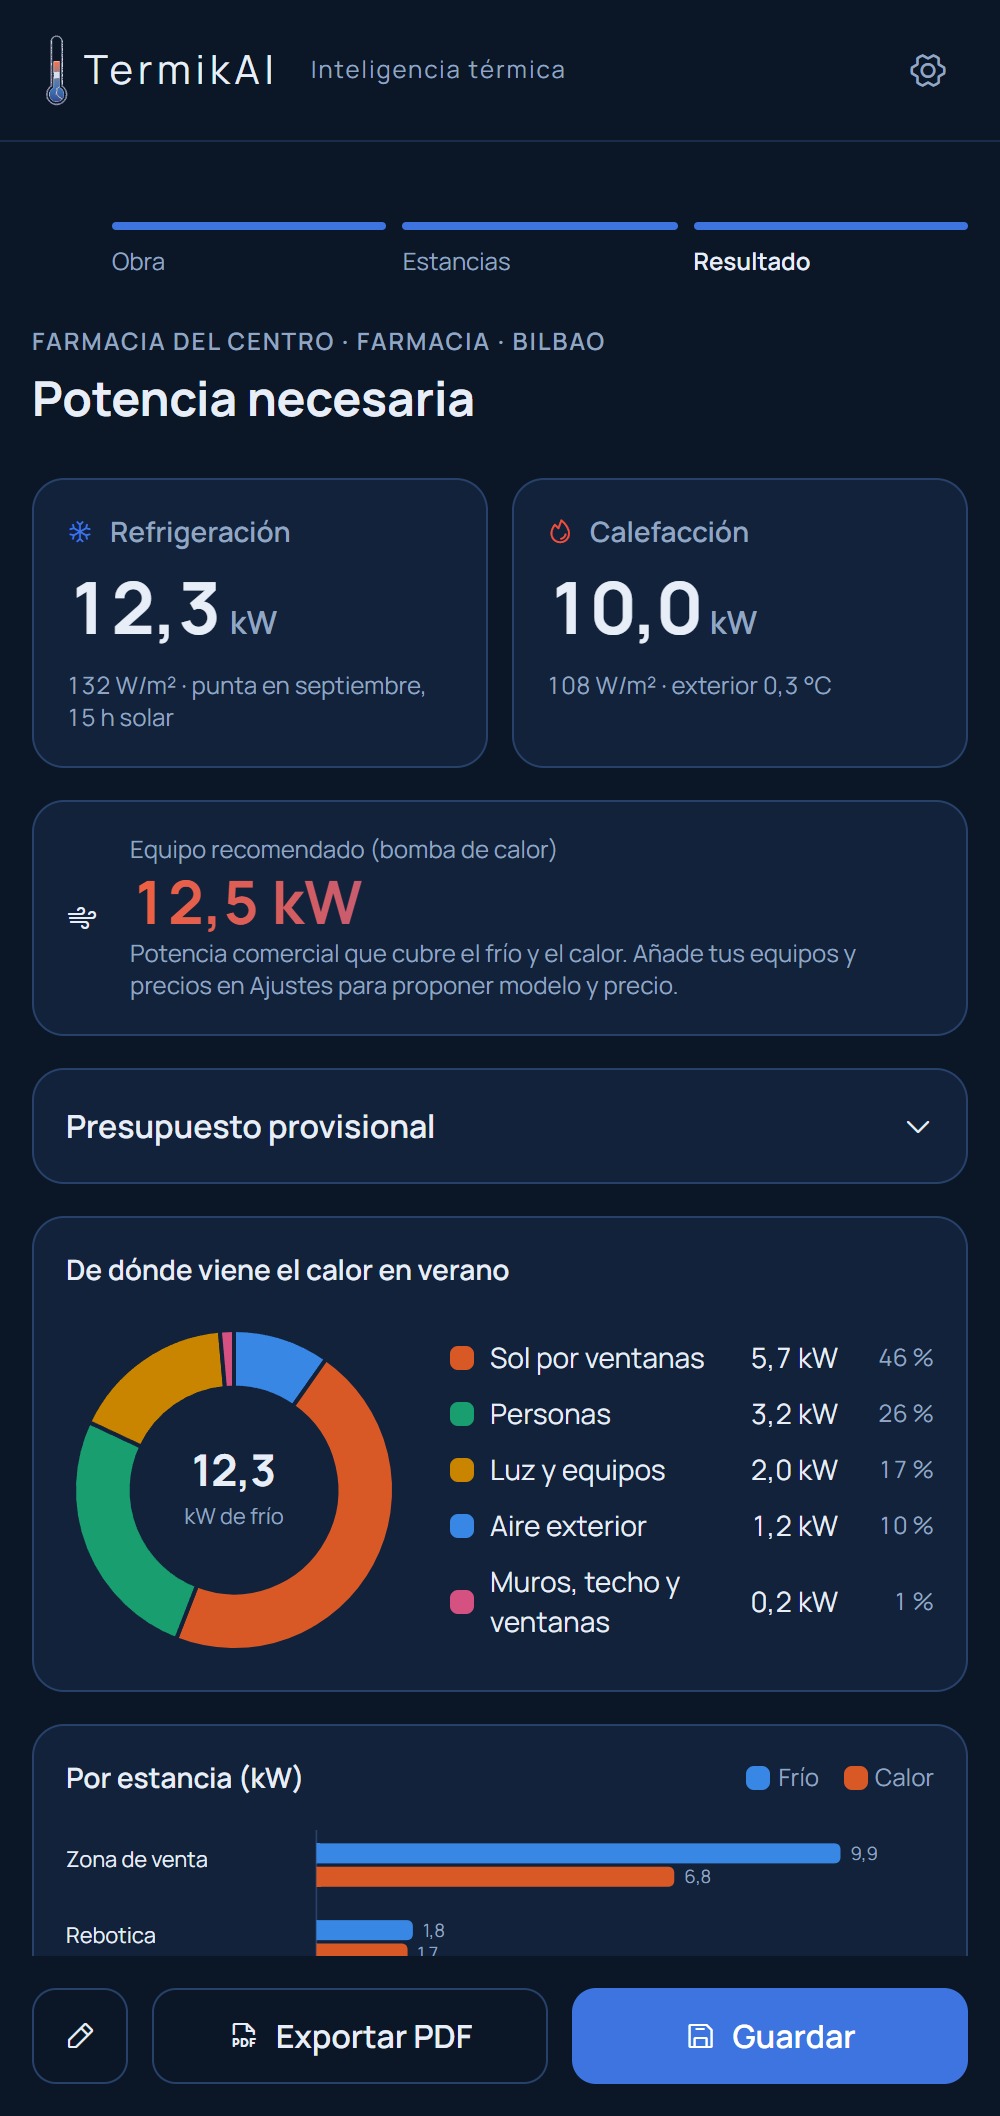 TermikAI
Inteligencia térmica
Obra
Estancias
Resultado
FARMACIA DEL CENTRO · FARMACIA · BILBAO
Potencia necesaria
Refrigeración
12,3 kW
132 W/m² · punta en septiembre,
15 h solar
Calefacción
10,0 kW
108 W/m² · exterior 0,3 °C
Equipo recomendado (bomba de calor)
12,5 kW
Potencia comercial que cubre el frío y el calor. Añade tus equipos y
precios en Ajustes para proponer modelo y precio.
Presupuesto provisional
De dónde viene el calor en verano
12,3
kW de frío
Sol por ventanas 5,7 kW 46 %
Personas 3,2 kW 26 %
Luz y equipos 2,0 kW 17 %
Aire exterior 1,2 kW 10 %
Muros, techo y
ventanas 0,2 kW 1 %
Por estancia (kW)
Frío
Calor
Zona de venta
9,9
6,8
Rebotica
1,8
1,7
PDF Exportar PDF
Guardar